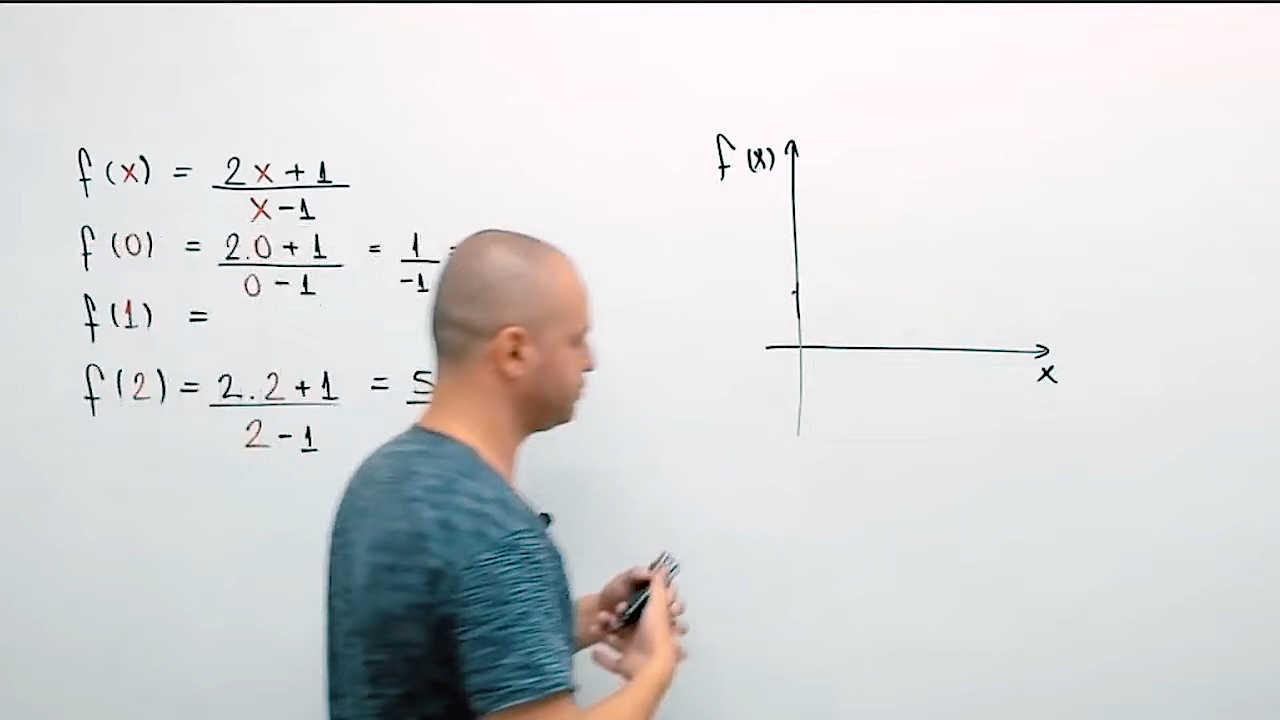 f(x) = (2x+1)/(x-1)
f(0) = (2.0+1)/(0-1) = 1/-1
f(1) =
f(2) = (2.2+1)/(2-1) = 5
f(x)
x